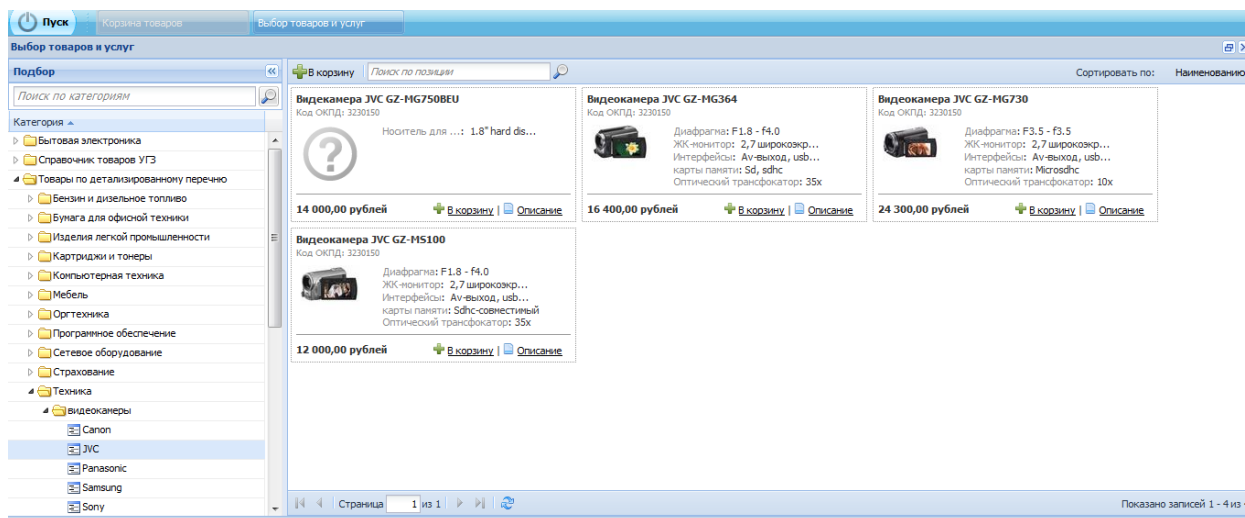 Пуск
Корзина товаров
Выбор товаров и услуг
Выбор товаров и услуг
Подбор
Поиск по категориям
Категория
Бытовая электроника
Справочник товаров УГЗ
Товары по детализированному перечню
Бензин и дизельное топливо
Бумага для офисной техники
Изделия легкой промышленности
Картриджи и тонеры
Компьютерная техника
Мебель
Оргтехника
Программное обеспечение
Сетевое оборудование
Страхование
Техника
видеокамеры
Canon
JVC
Panasonic
Samsung
Sony
В корзину
Поиск по позиции
Сортировать по: Наименованию
Видекамера JVC GZ-MG750BEU
Код ОКПД: 3230150
Носитель для ...: 1.8" hard dis...
14 000,00 рублей
В корзину | Описание
Видеокамера JVC GZ-MG364
Код ОКПД: 3230150
Диафрагма: F1.8 - f4.0
ЖК-монитор: 2,7 широкоэкр...
Интерфейсы: Av-выход, usb...
карты памяти: Sd, sdhc
Оптический трансфокатор: 35x
16 400,00 рублей
В корзину | Описание
Видеокамера JVC GZ-MG730
Код ОКПД: 3230150
Диафрагма: F3.5 - f3.5
ЖК-монитор: 2,7 широкоэкр...
Интерфейсы: Av-выход, usb...
карты памяти: Microsdhc
Оптический трансфокатор: 10x
24 300,00 рублей
В корзину | Описание
Видеокамера JVC GZ-MS100
Код ОКПД: 3230150
Диафрагма: F1.8 - f4.0
ЖК-монитор: 2,7 широкоэкр...
Интерфейсы: Av-выход, usb...
карты памяти: Sdhc-совместимый
Оптический трансфокатор: 35x
12 000,00 рублей
В корзину | Описание
Страница 1 из 1
Показано записей 1 - 4 из